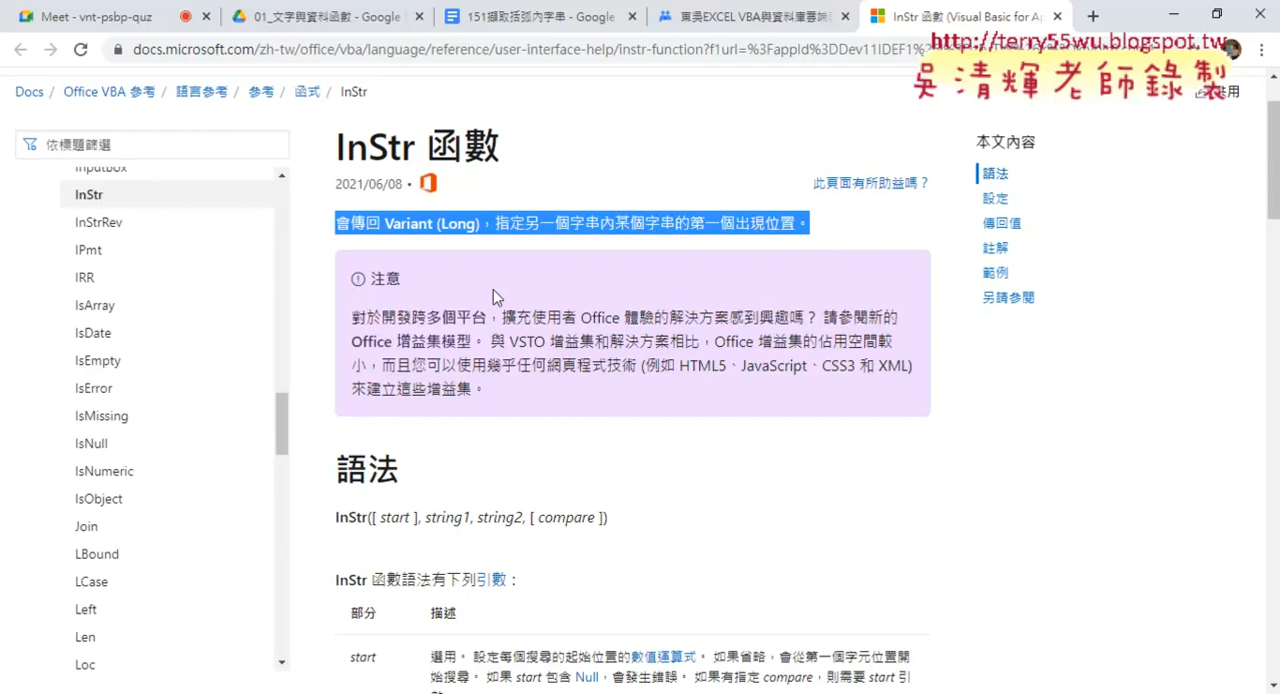 Meet - vnt-psbp-quz
01_文字與資料函數 - Google
151擷取括弧內字串 - Google
東吳EXCEL VBA與資料庫雲端
InStr 函數 (Visual Basic for Ap
docs.microsoft.com/zh-tw/office/vba/language/reference/user-interface-help/instr-function?f1url=%3FappId%3DDev11IDEF1%
http://terry55wu.blogspot.tw
吳清輝老師錄製
Docs / Office VBA 參考 / 語言參考 / 參考 / 函式 / InStr
共用
依標題篩選
InputBox
InStr
InStrRev
IPmt
IRR
IsArray
IsDate
IsEmpty
IsError
IsMissing
IsNull
IsNumeric
IsObject
Join
LBound
LCase
Left
Len
Loc
InStr 函數
2021/06/08 •
此頁面有所助益嗎？
會傳回 Variant (Long)，指定另一個字串內某個字串的第一個出現位置。
注意
對於開發跨多個平台，擴充使用者 Office 體驗的解決方案感到興趣嗎？ 請參閱新的
Office 增益集模型。 與 VSTO 增益集和解決方案相比，Office 增益集的佔用空間較
小，而且您可以使用幾乎任何網頁程式技術 (例如 HTML5、JavaScript、CSS3 和 XML)
來建立這些增益集。
語法
InStr([ start ], string1, string2, [ compare ])
InStr 函數語法有下列引數：
部分 描述
start 選用。 設定每個搜尋的起始位置的數值運算式。 如果省略，會從第一個字元位置開
始搜尋。 如果 start 包含 Null，會發生錯誤。 如果有指定 compare，則需要 start 引
本文內容
語法
設定
傳回值
註解
範例
另請參閱